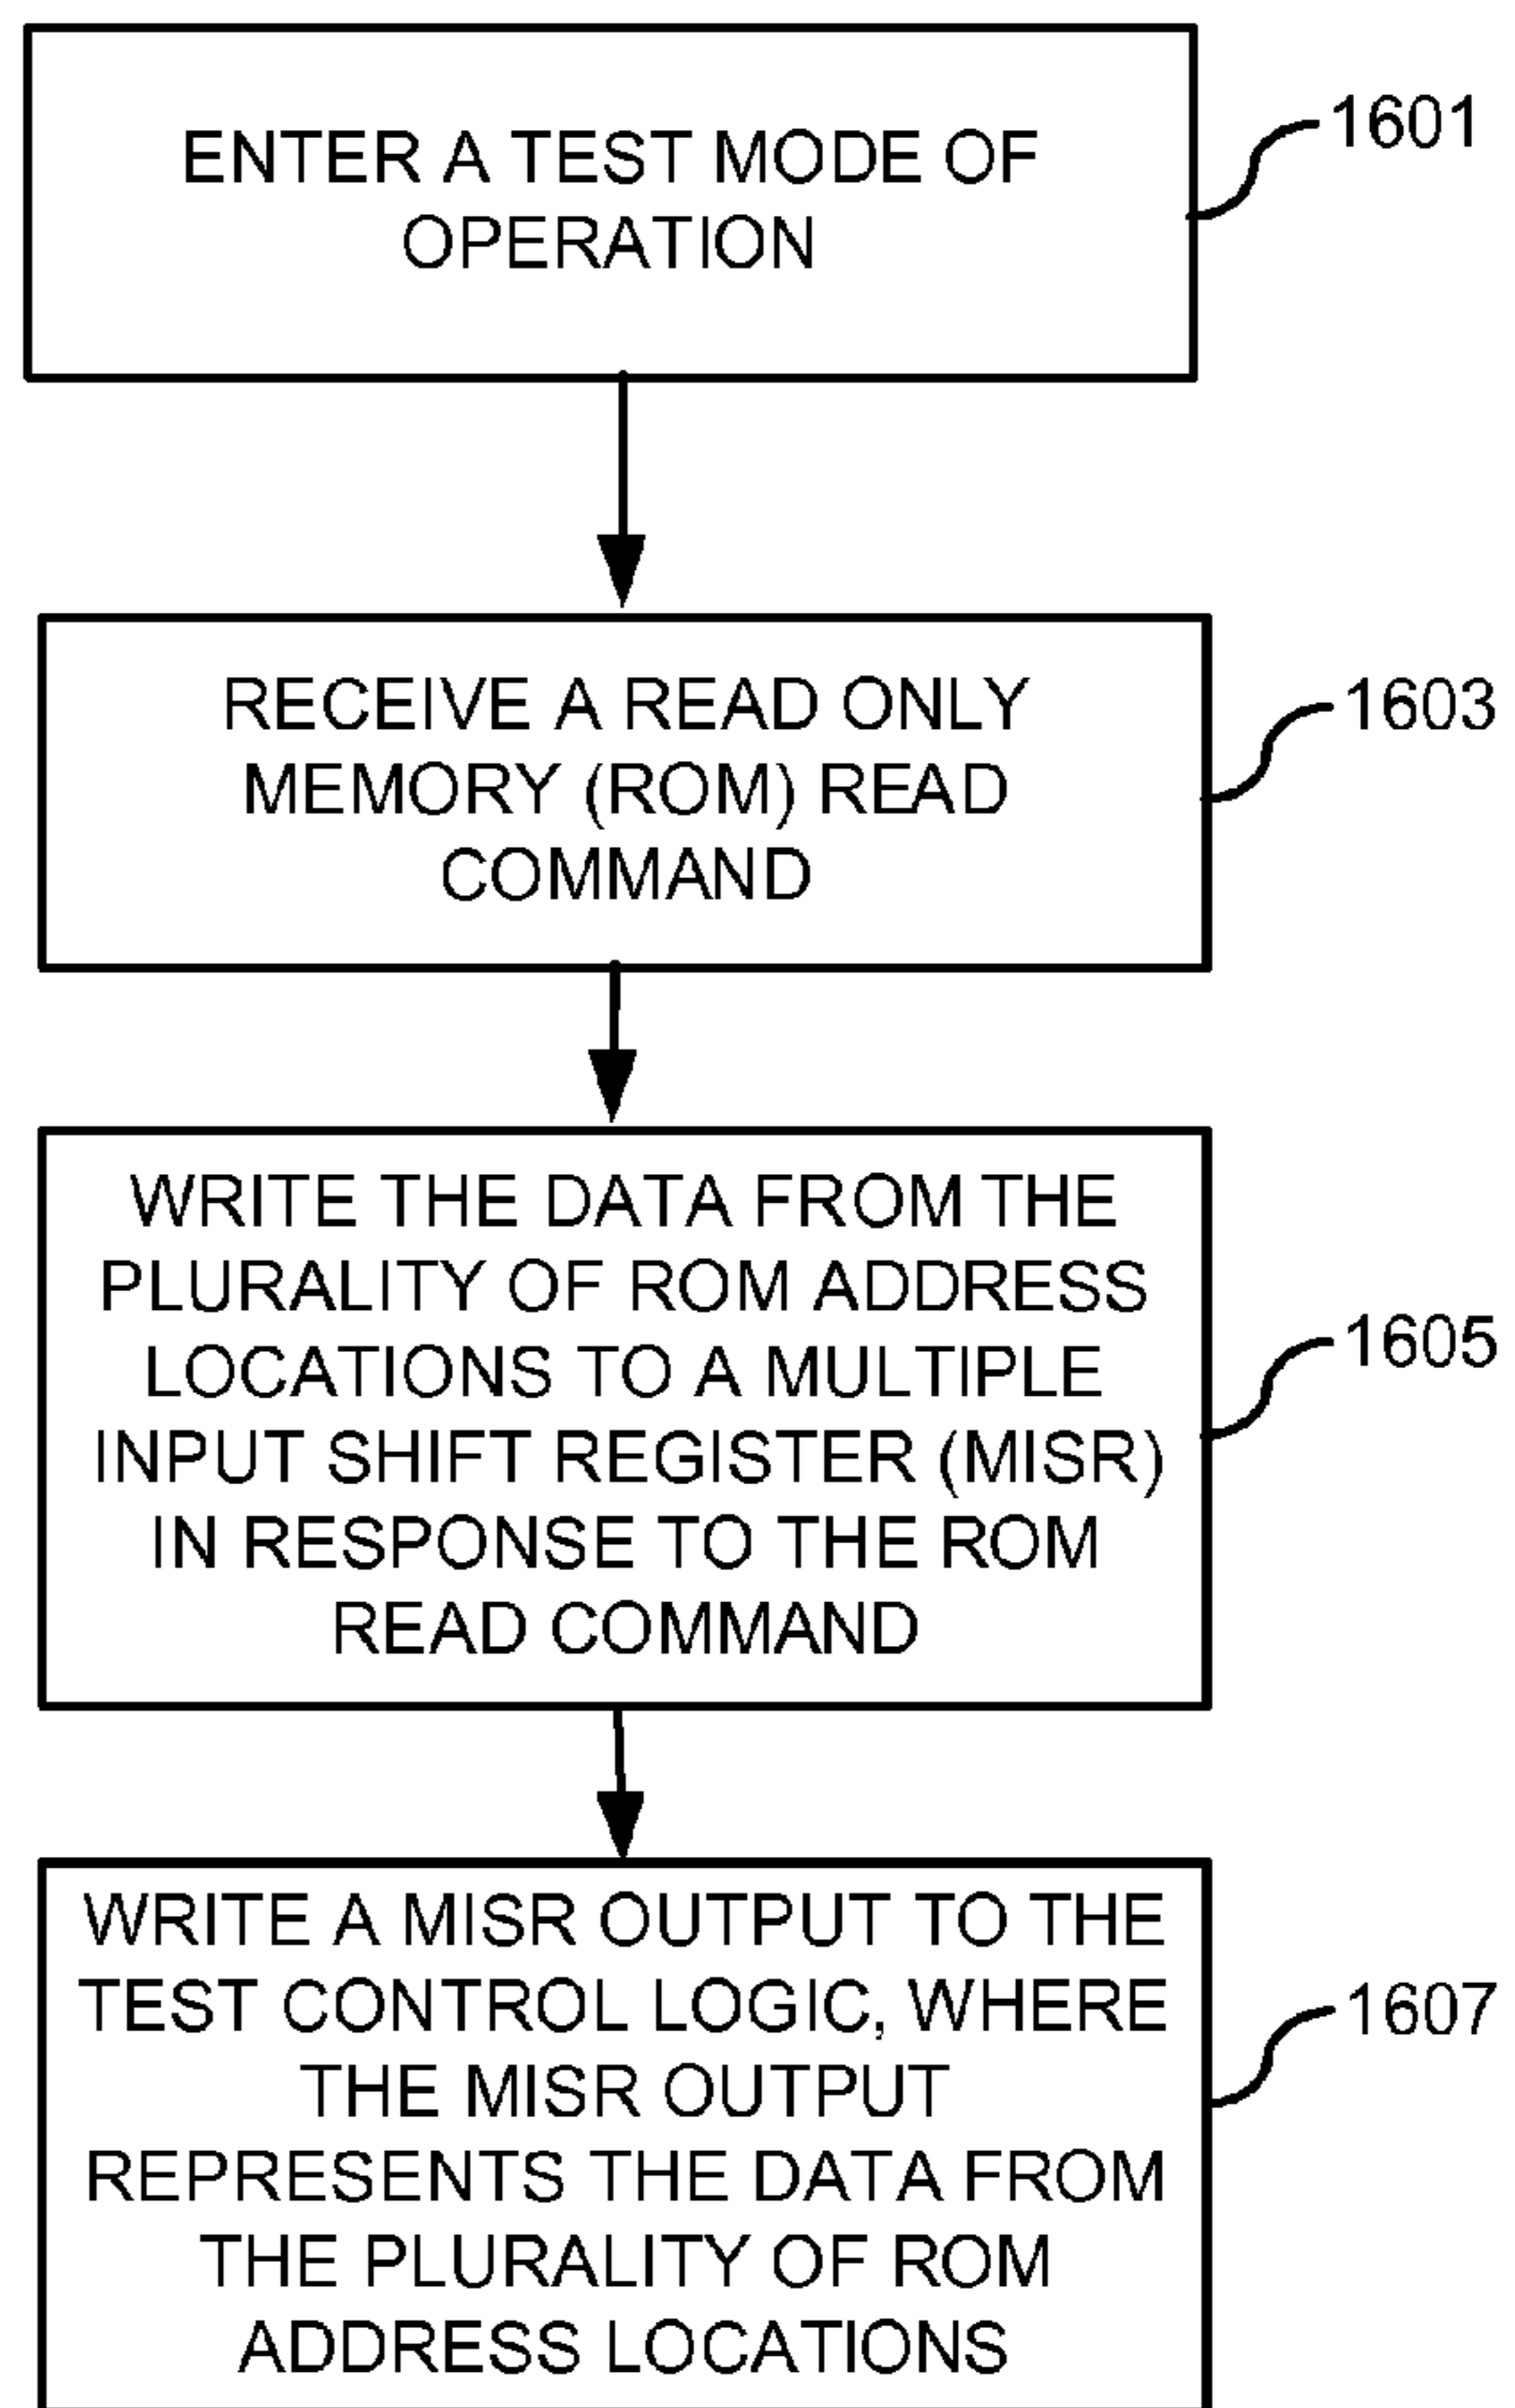 ENTER A TEST MODE OF
OPERATION
1601
RECEIVE A READ ONLY
MEMORY (ROM) READ
COMMAND
1603
WRITE THE DATA FROM THE
PLURALITY OF ROM ADDRESS
LOCATIONS TO A MULTIPLE
INPUT SHIFT REGISTER (MISR)
IN RESPONSE TO THE ROM
READ COMMAND
1605
WRITE A MISR OUTPUT TO THE
TEST CONTROL LOGIC, WHERE
THE MISR OUTPUT
REPRESENTS THE DATA FROM
THE PLURALITY OF ROM
ADDRESS LOCATIONS
1607